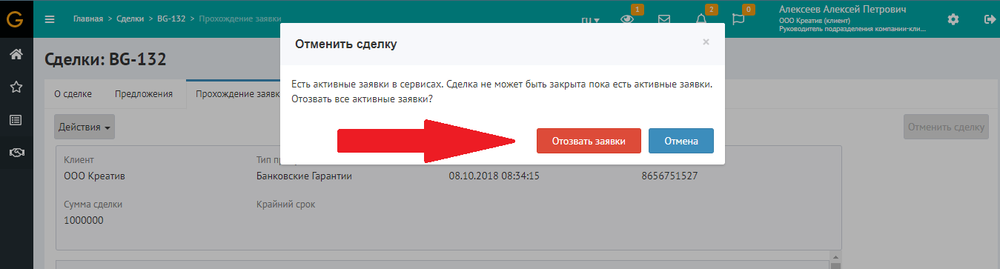 G
Главная > Сделки > BG-132 > Прохождение заявки
ru
1
2
0
Алексеев Алексей Петрович
ООО Креатив (клиент)
Руководитель подразделения компании-кли...
Сделки: BG-132
Отменить сделку
×
О сделке
Предложения
Прохождение заявк
Есть активные заявки в сервисах. Сделка не может быть закрыта пока есть активные заявки.
Отозвать все активные заявки?
Действия
Отозвать заявки
Отмена
Отменить сделку
Клиент
Тип пр
ООО Креатив
Банковские Гарантии
08.10.2018 08:34:15
8656751527
Сумма сделки
Крайний срок
1000000